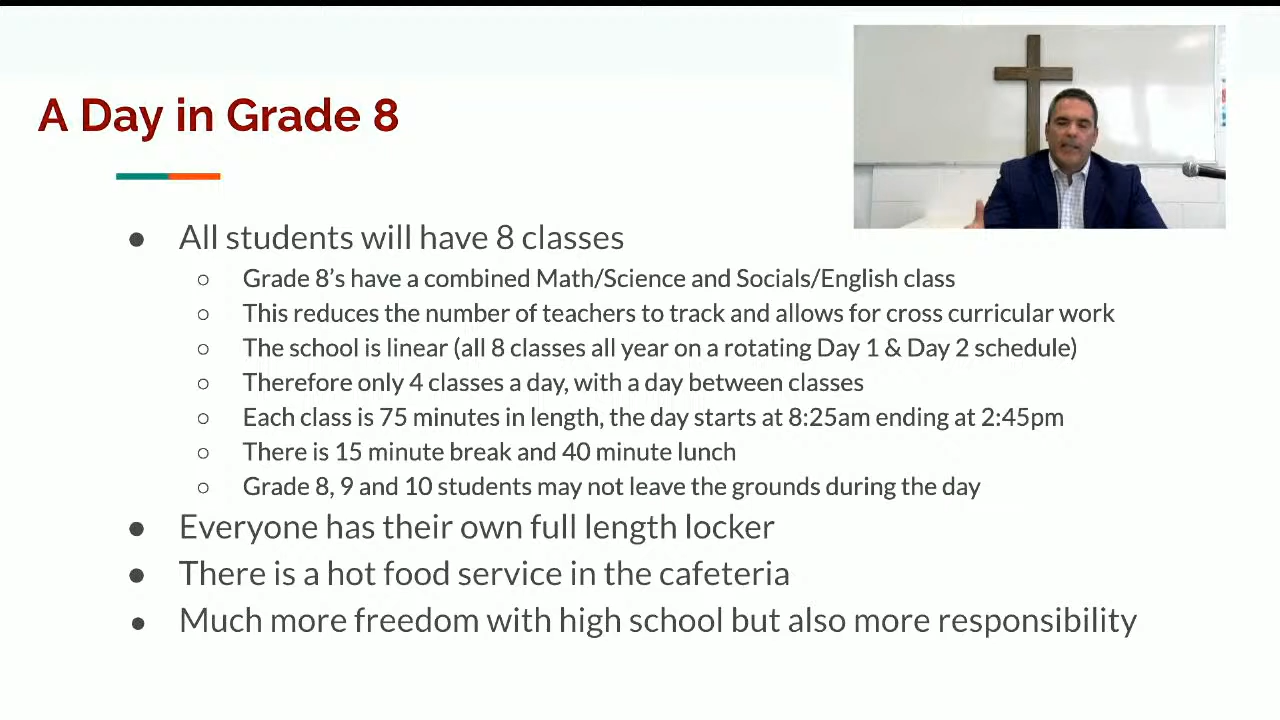 A Day in Grade 8
● All students will have 8 classes
○ Grade 8’s have a combined Math/Science and Socials/English class
○ This reduces the number of teachers to track and allows for cross curricular work
○ The school is linear (all 8 classes all year on a rotating Day 1 & Day 2 schedule)
○ Therefore only 4 classes a day, with a day between classes
○ Each class is 75 minutes in length, the day starts at 8:25am ending at 2:45pm
○ There is 15 minute break and 40 minute lunch
○ Grade 8, 9 and 10 students may not leave the grounds during the day
● Everyone has their own full length locker
● There is a hot food service in the cafeteria
● Much more freedom with high school but also more responsibility